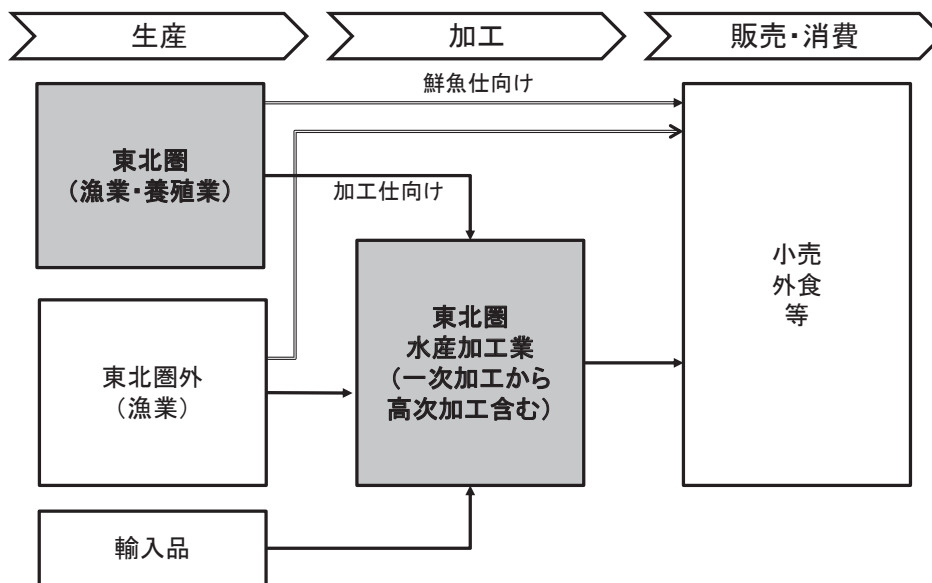 生産
加工
販売・消費
鮮魚仕向け
東北圏
(漁業・養殖業)
加工仕向け
東北圏
水産加工業
(一次加工から
高次加工含む)
小売
外食
等
東北圏外
(漁業)
輸入品